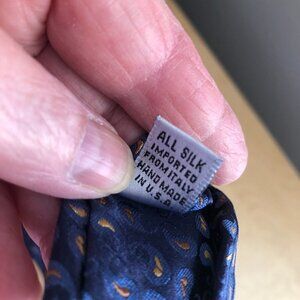 ALL SILK
IMPORTED
FROM ITALY
HAND MADE
IN U.S.A.